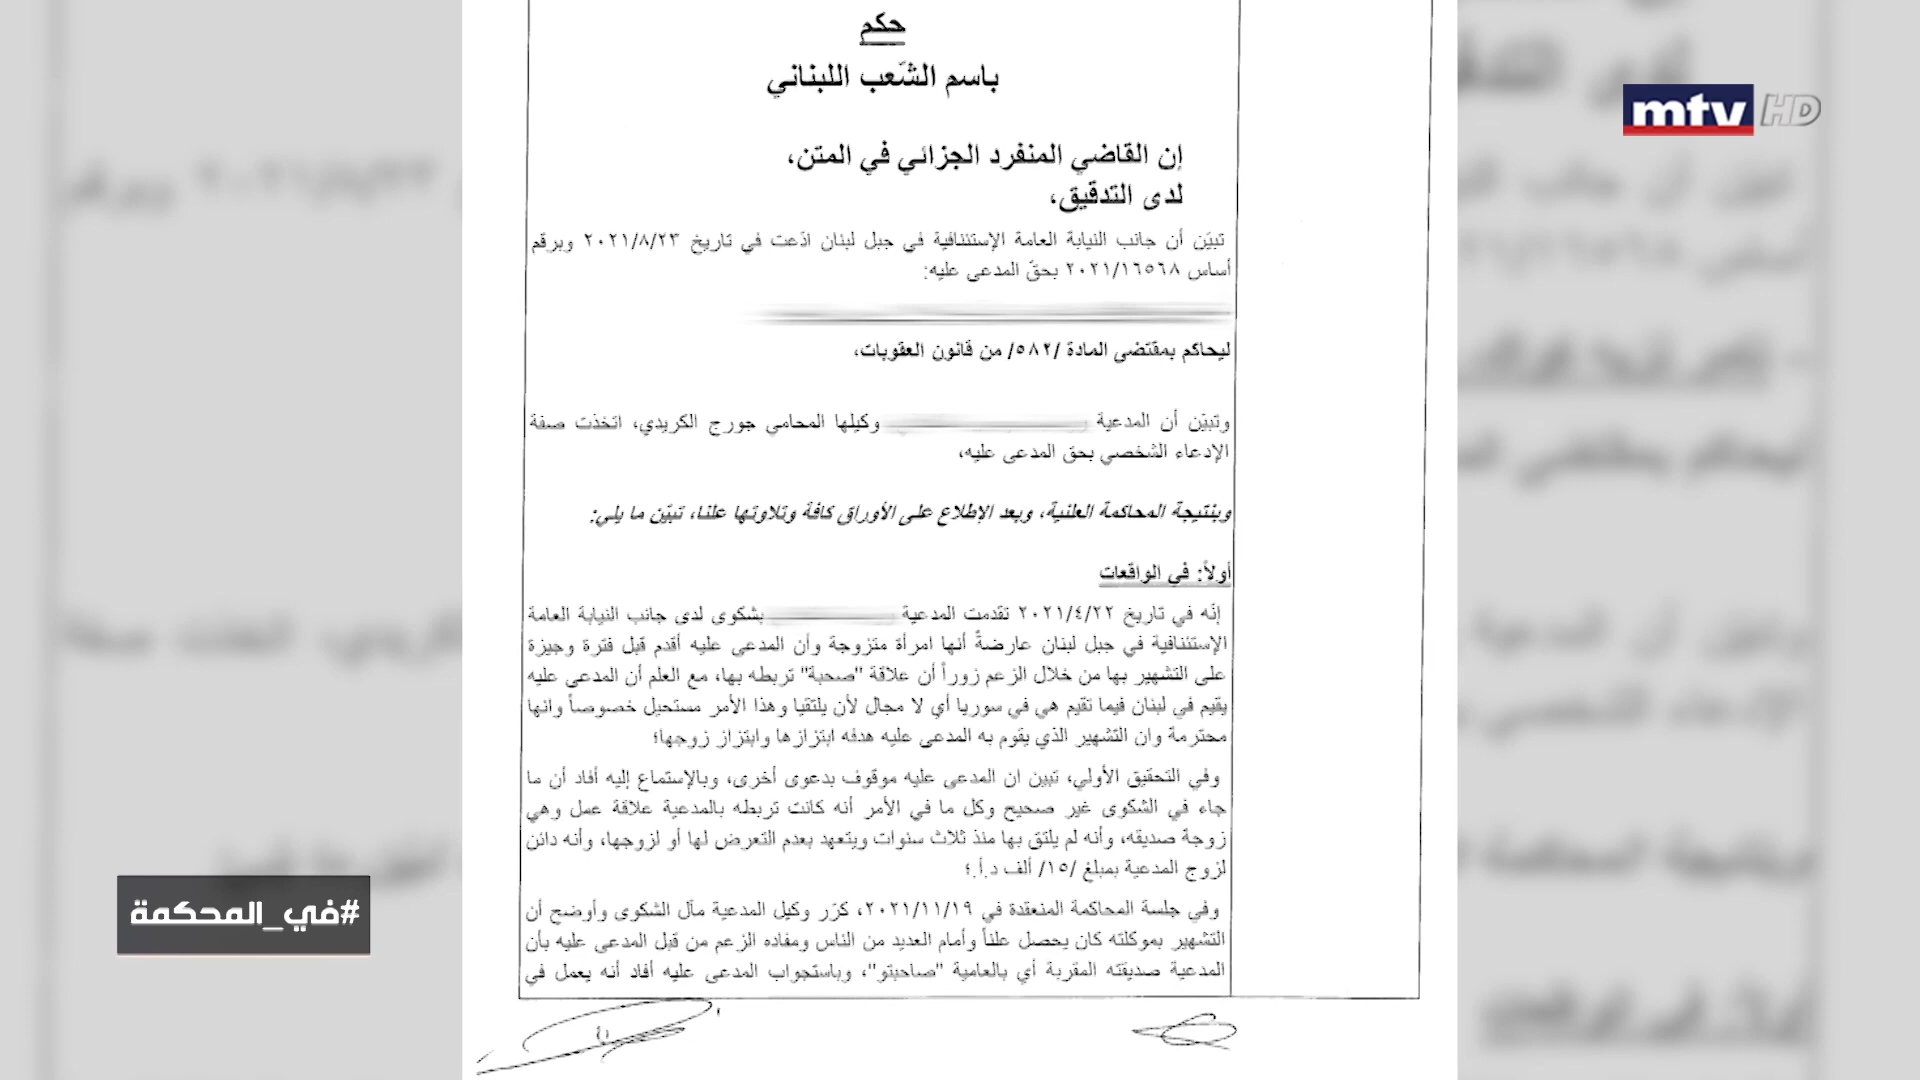 حكم
باسم الشّعب اللبناني
mtv HD
إن القاضي المنفرد الجزائي في المتن،
لدى التدقيق،
تبيّن أن جانب النيابة العامة الإستئنافية في جبل لبنان ادّعت في تاريخ ٢٠٢١/٨/٢٣ وبرقم
أساس ٢٠٢١/١٦٥٦٨ بحقّ المدعى عليه:
ليحاكم بمقتضى المادة /٥٨٢/ من قانون العقوبات،
وتبيّن أن المدعية وكيلها المحامي جورج الكريدي، اتخذت صفة
الإدعاء الشخصي بحق المدعى عليه،
وبنتيجة المحاكمة العلنية، وبعد الإطلاع على الأوراق كافة وتلاوتها علنا، تبيّن ما يلي:
أولاً: في الواقعات
إنّه في تاريخ ٢٠٢١/٤/٢٢ تقدمت المدعية بشكوى لدى جانب النيابة العامة
الإستئنافية في جبل لبنان عارضةً أنها امرأة متزوجة وأن المدعى عليه أقدم قبل فترة وجيزة
على التشهير بها من خلال الزعم زوراً أن علاقة "صحبة" تربطه بها، مع العلم أن المدعى عليه
يقيم في لبنان فيما تقيم هي في سوريا أي لا مجال لأن يلتقيا وهذا الأمر مستحيل خصوصاً وانها
محترمة وان التشهير الذي يقوم به المدعى عليه هدفه ابتزازها وابتزاز زوجها؛
وفي التحقيق الأولي، تبين ان المدعى عليه موقوف بدعوى أخرى، وبالإستماع إليه أفاد أن ما
جاء في الشكوى غير صحيح وكل ما في الأمر أنه كانت تربطه بالمدعية علاقة عمل وهي
زوجة صديقه، وأنه لم يلتق بها منذ ثلاث سنوات ويتعهد بعدم التعرض لها أو لزوجها، وأنه دائن
لزوج المدعية بمبلغ /١٥/ ألف د.أ.؛
وفي جلسة المحاكمة المنعقدة في ٢٠٢١/١١/١٩، كرّر وكيل المدعية مآل الشكوى وأوضح أن
التشهير بموكلته كان يحصل علناً وأمام العديد من الناس ومفاده الزعم من قبل المدعى عليه بأن
المدعية صديقته المقربة أي بالعامية "صاحبتو"، وباستجواب المدعى عليه أفاد أنه يعمل في
#في_المحكمة